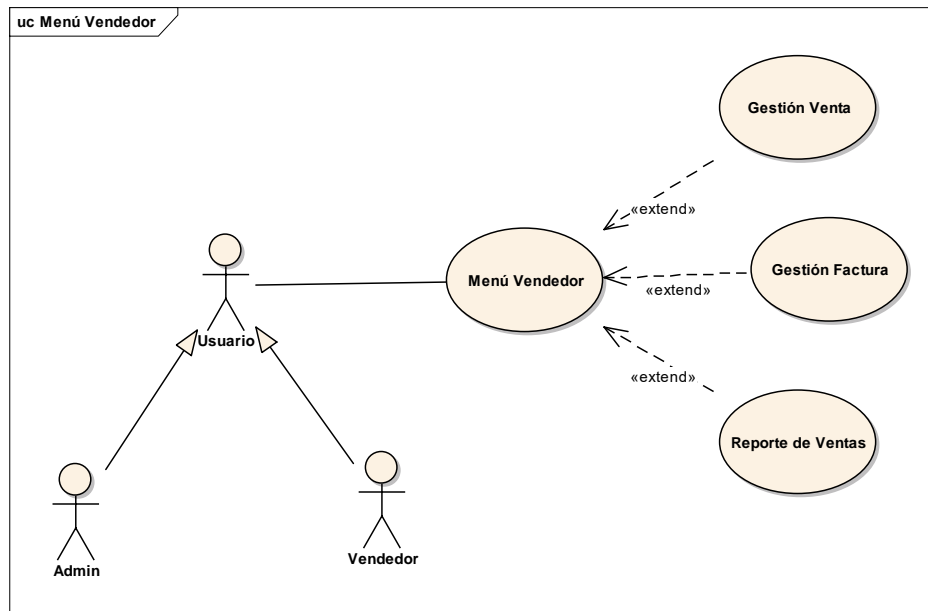 uc Menú Vendedor
Gestión Venta
«extend»
Gestión Factura
Menú Vendedor
«extend»
Usuario
«extend»
Reporte de Ventas
Vendedor
Admin